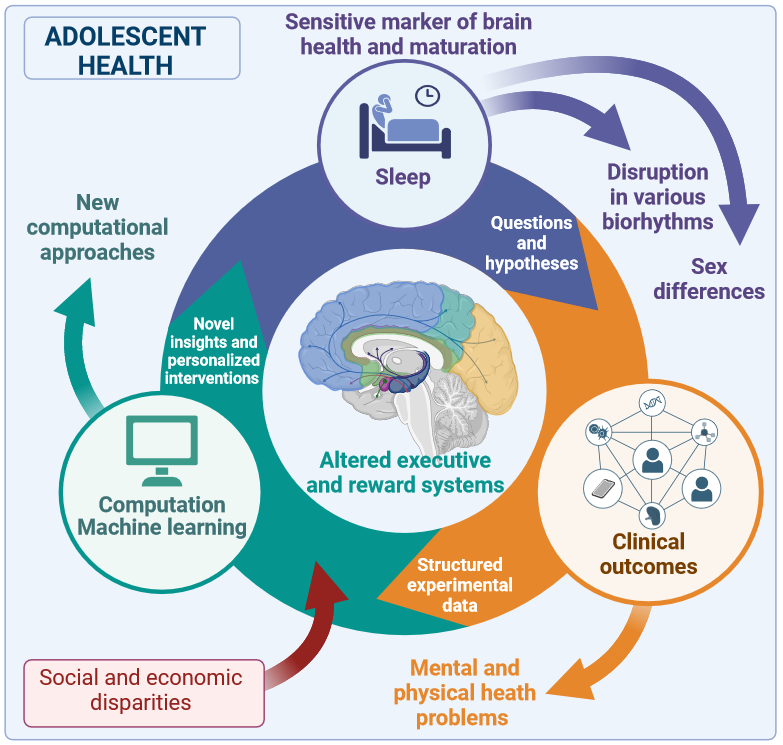 ADOLESCENT
HEALTH
Sensitive marker of brain
health and maturation
Sleep
Disruption
in various
biorhythms
Sex
differences
New
computational
approaches
Questions
and
hypotheses
Novel
insights and
personalized
interventions
Altered executive
and reward systems
Computation
Machine learning
Clinical
outcomes
Structured
experimental
data
Social and economic
disparities
Mental and
physical heath
problems